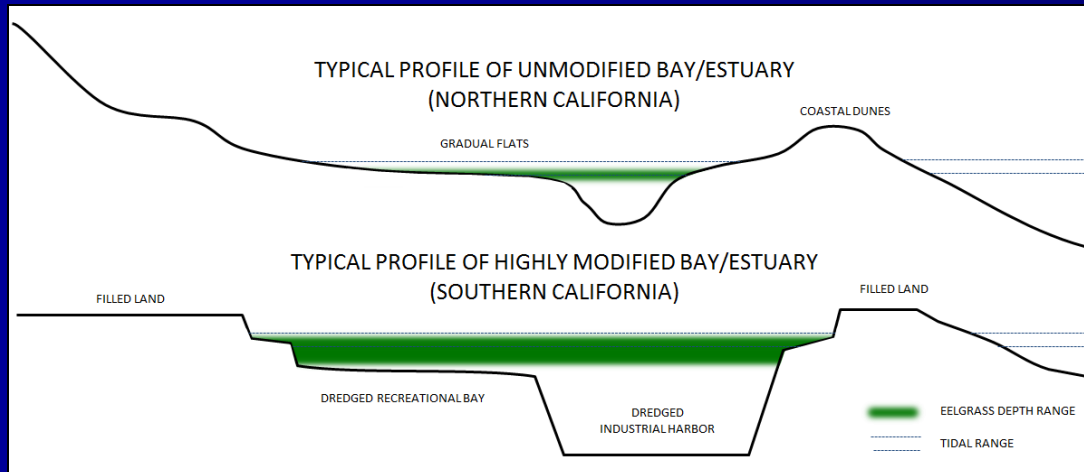 TYPICAL PROFILE OF UNMODIFIED BAY/ESTUARY
(NORTHERN CALIFORNIA)
COASTAL DUNES
GRADUAL FLATS
TYPICAL PROFILE OF HIGHLY MODIFIED BAY/ESTUARY
(SOUTHERN CALIFORNIA)
FILLED LAND
FILLED LAND
DREDGED RECREATIONAL BAY
DREDGED
INDUSTRIAL HARBOR
EELGRASS DEPTH RANGE
TIDAL RANGE